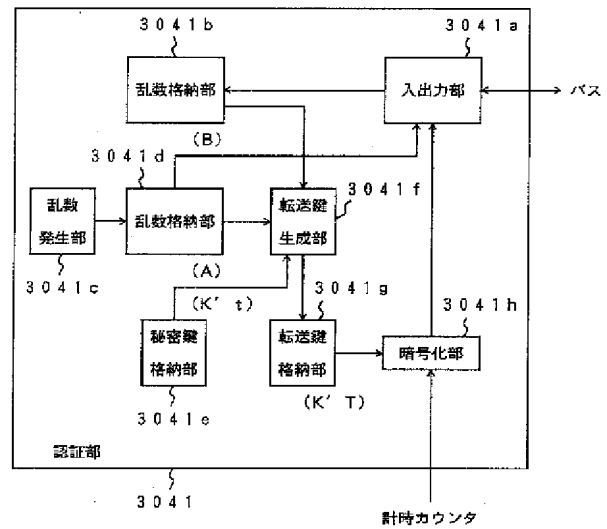 3041b
3041a
乱数格納部
入出力部
バス
(B)
3041d
3041f
乱数
発生部
乱数格納部
転送鍵
生成部
(A)
3041c
(K' t)
3041g
3041h
秘密鍵
格納部
転送鍵
格納部
暗号化部
(K' T)
3041e
認証部
3041
計時カウンタ